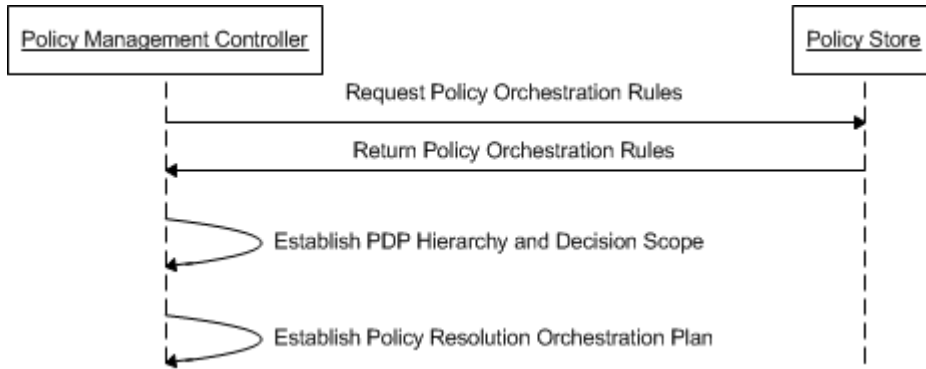 Policy Management Controller
Policy Store
Request Policy Orchestration Rules
Return Policy Orchestration Rules
Establish PDP Hierarchy and Decision Scope
Establish Policy Resolution Orchestration Plan